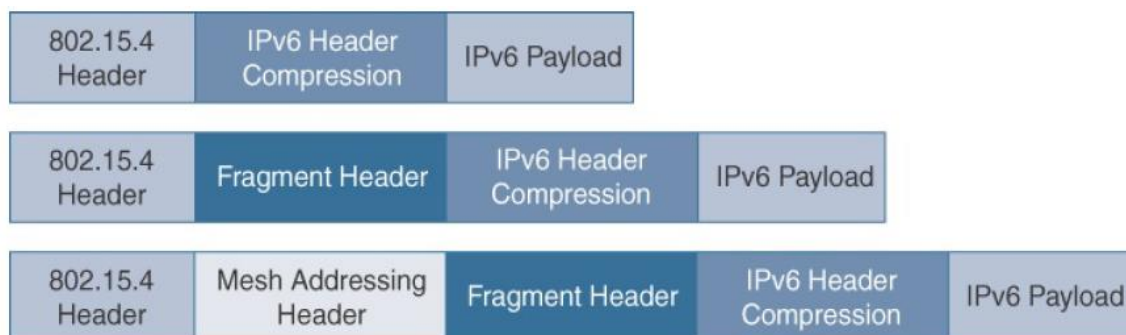 802.15.4 Header IPv6 Header Compression IPv6 Payload
802.15.4 Header Fragment Header IPv6 Header Compression IPv6 Payload
802.15.4 Header Mesh Addressing Header Fragment Header IPv6 Header Compression IPv6 Payload